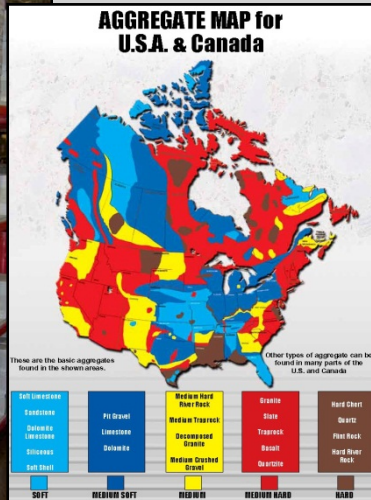 AGGREGATE MAP for
U.S.A. & Canada
These are the basic aggregates
found in the shown areas.
Other types of aggregate can be
found in many parts of the
U.S. and Canada
Soft Limestone
Sandstone
Dolomite
Limestone
Siliceous
Soft Shell
Pit Gravel
Limestone
Dolomite
Medium Hard
River Rock
Medium Traprock
Decomposed
Granite
Medium Crushed
Gravel
Granite
Slate
Traprock
Basalt
Quartzite
Hard Chert
Quartz
Flint Rock
Hard River
Rock
SOFT
MEDIUM SOFT
MEDIUM
MEDIUM HARD
HARD